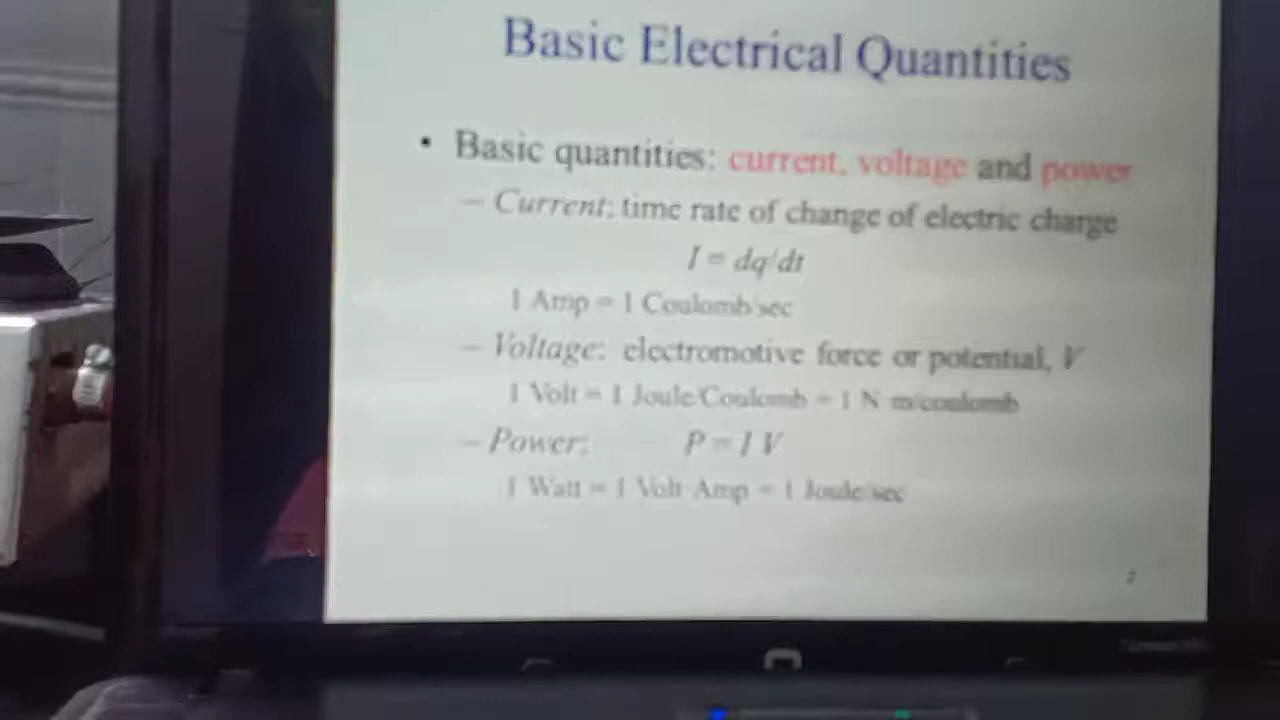 Basic Electrical Quantities
• Basic quantities: current, voltage and power
– Current: time rate of change of electric charge
I = dq/dt
1 Amp = 1 Coulomb/sec
– Voltage: electromotive force or potential, V
1 Volt = 1 Joule/Coulomb = 1 N m/coulomb
– Power: P = I V
1 Watt = 1 Volt Amp = 1 Joule/sec
2